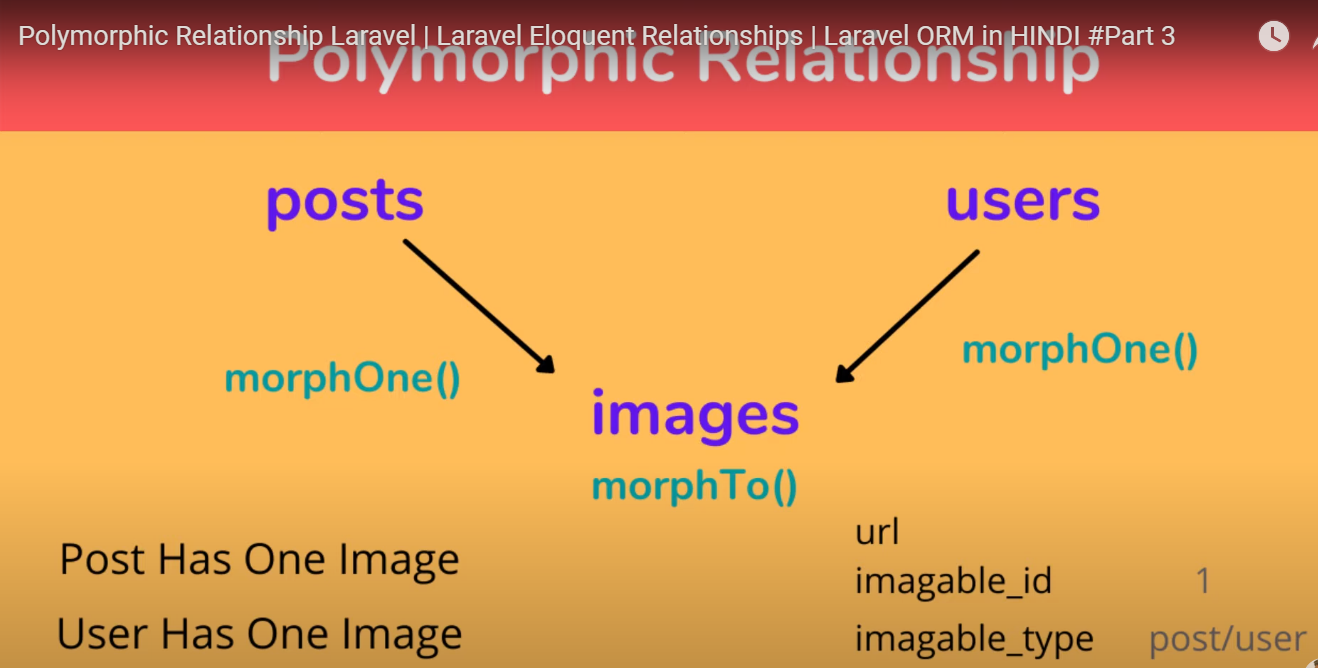 Polymorphic Relationship Laravel | Laravel Eloquent Relationships | Laravel ORM in HINDI #Part 3
Polymorphic Relationship
posts
users
morphOne()
morphOne()
images
morphTo()
url
Post Has One Image
imagable_id 1
User Has One Image
imagable_type post/user